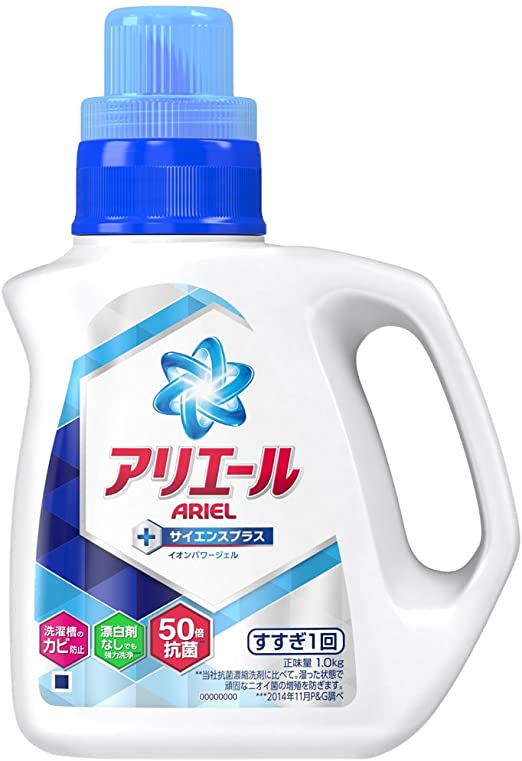 アリエール
ARIEL
サイエンスプラス
イオンパワージェル
洗濯槽の
カビ防止
漂白剤
なしでも
強力洗浄
50倍
抗菌**
すすぎ1回
正味量 1.0kg
**当社抗菌濃縮洗剤に比べて。湿った状態で
頑固なニオイ菌の増殖を防ぎます。
00000000
***2014年11月P&G調べ